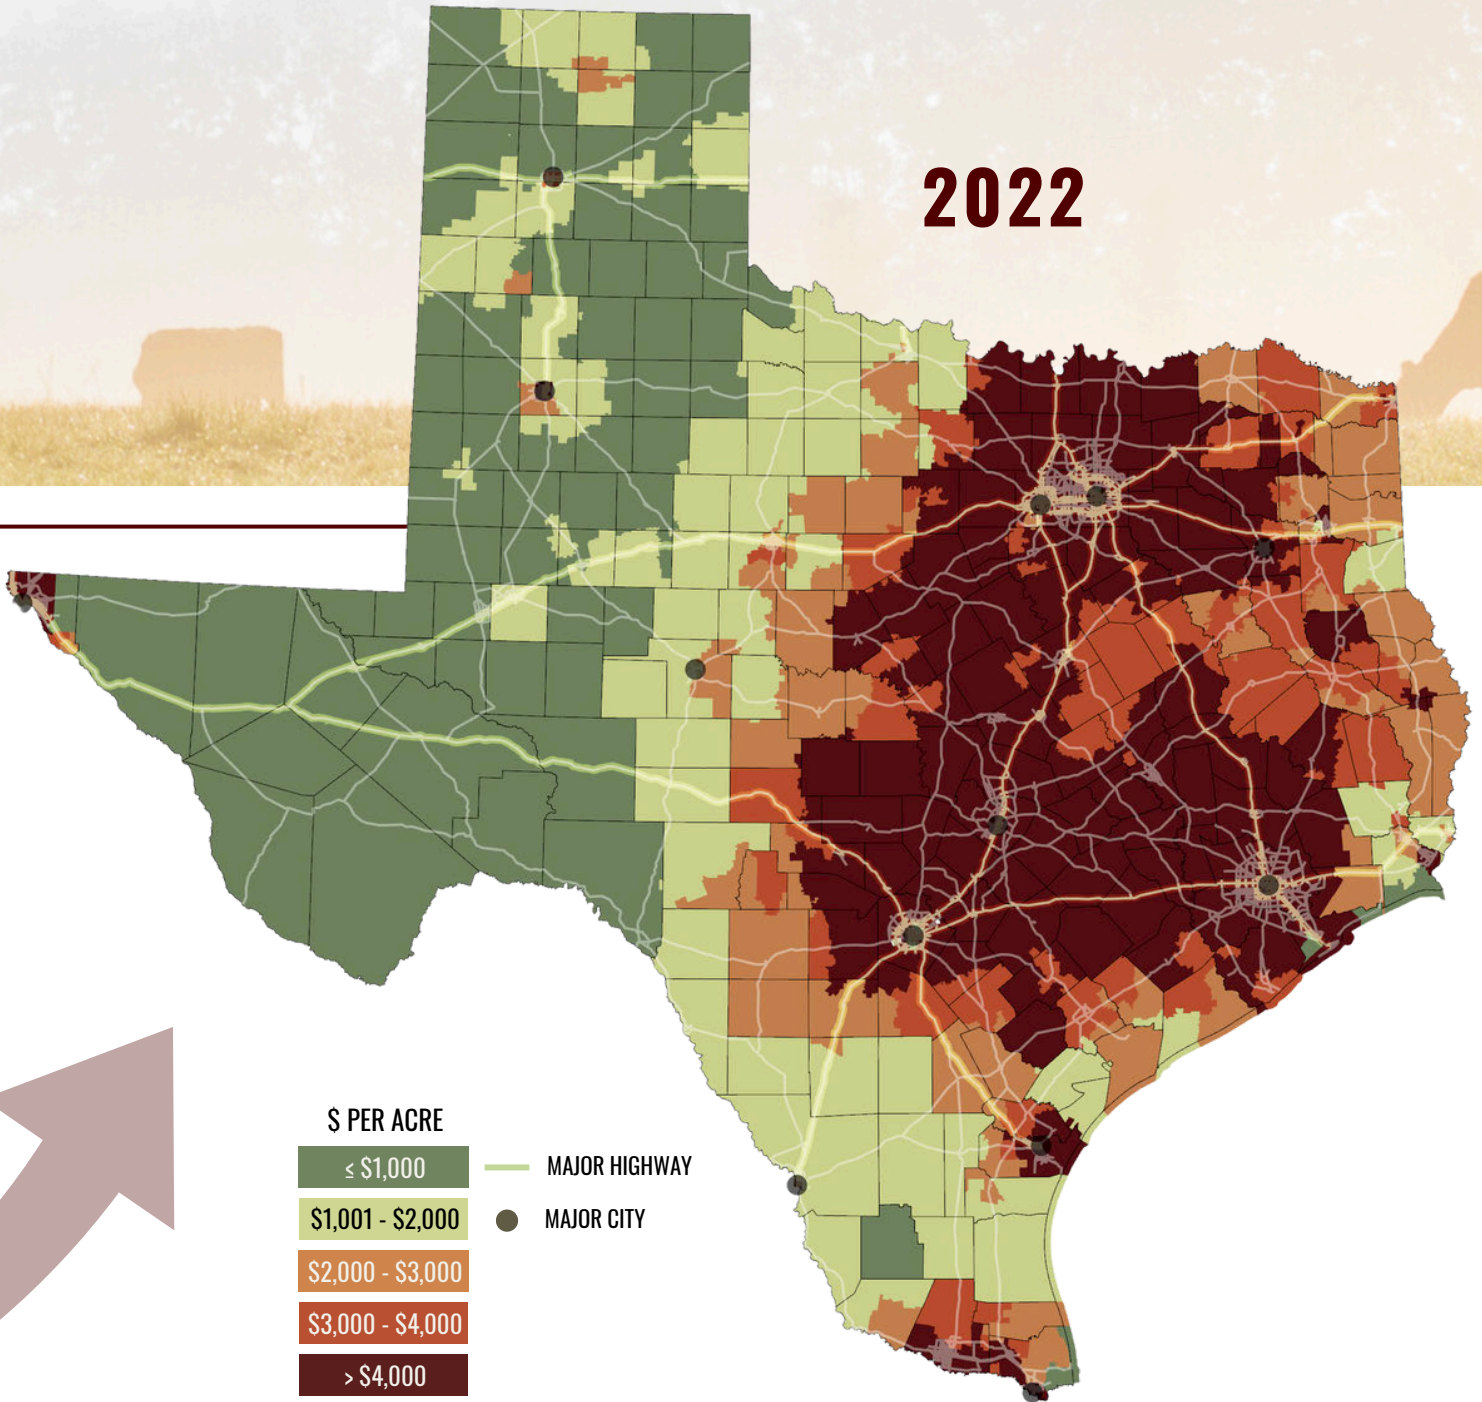 2022
$ PER ACRE
≤ $1,000
$1,001 - $2,000
$2,000 - $3,000
$3,000 - $4,000
> $4,000
MAJOR HIGHWAY
MAJOR CITY